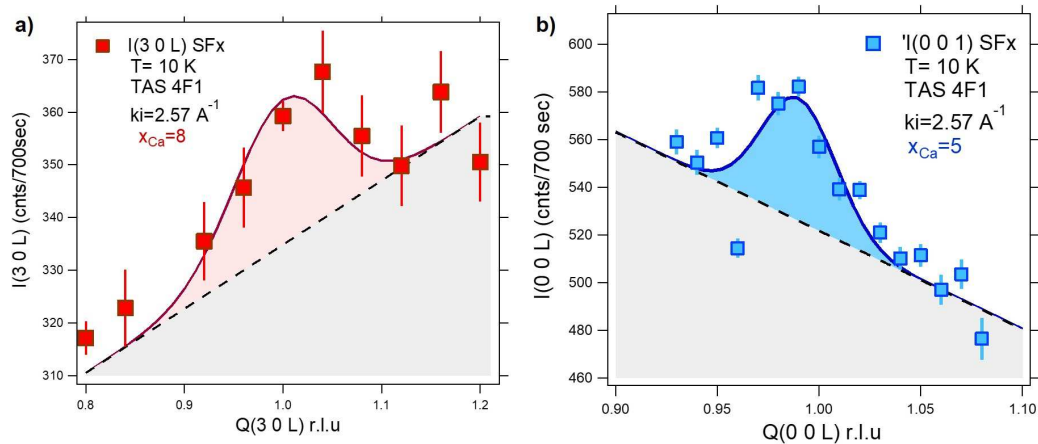 a)
I(3 0 L) SFx
T= 10 K
TAS 4F1
ki=2.57 A-1
xCa=8
I(3 0 L) (cnts/700sec)
370
360
350
340
330
320
310
0.8
0.9
1.0
1.1
1.2
Q(3 0 L) r.l.u
b)
'I(0 0 1) SFx
T= 10 K
TAS 4F1
ki=2.57 A-1
xCa=5
I(0 0 L) (cnts/700 sec)
600
580
560
540
520
500
480
460
0.90
0.95
1.00
1.05
1.10
Q(0 0 L) r.l.u